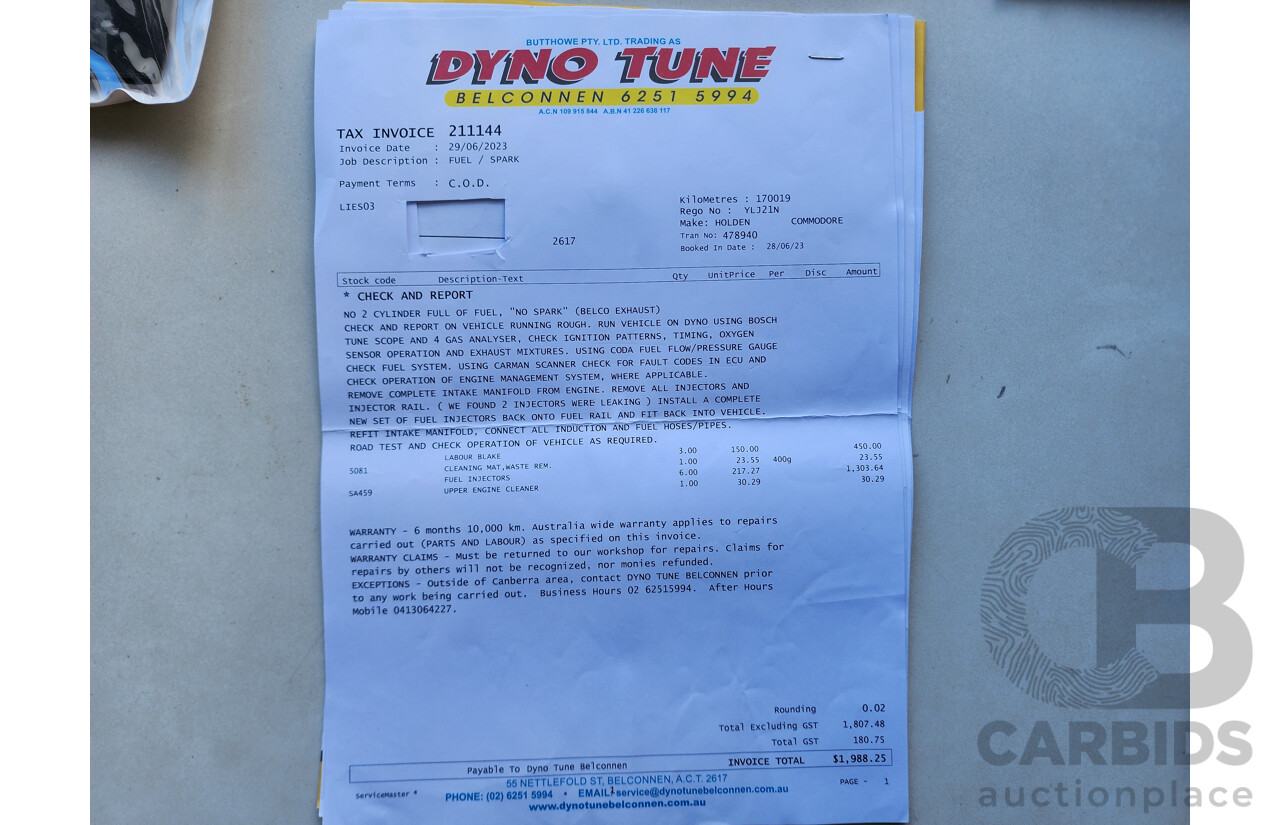 BUTTHOWE PTY. LTD. TRADING AS
DYNO TUNE
BELCONNEN 6251 5994
A.C.N 109 915 844 A.B.N 41 226 638 117
TAX INVOICE 211144
Invoice Date : 29/06/2023
Job Description : FUEL / SPARK
Payment Terms : C.O.D.
LIES03
2617
KiloMetres : 170019
Rego No : YLJ21N
Make: HOLDEN COMMODORE
Tran No: 478940
Booked In Date : 28/06/23
Stock code Description-Text Qty UnitPrice Per Disc Amount
* CHECK AND REPORT
NO 2 CYLINDER FULL OF FUEL, "NO SPARK" (BELCO EXHAUST)
CHECK AND REPORT ON VEHICLE RUNNING ROUGH. RUN VEHICLE ON DYNO USING BOSCH
TUNE SCOPE AND 4 GAS ANALYSER, CHECK IGNITION PATTERNS, TIMING, OXYGEN
SENSOR OPERATION AND EXHAUST MIXTURES. USING CODA FUEL FLOW/PRESSURE GAUGE
CHECK FUEL SYSTEM. USING CARMAN SCANNER CHECK FOR FAULT CODES IN ECU AND
CHECK OPERATION OF ENGINE MANAGEMENT SYSTEM, WHERE APPLICABLE.
REMOVE COMPLETE INTAKE MANIFOLD FROM ENGINE. REMOVE ALL INJECTORS AND
INJECTOR RAIL. ( WE FOUND 2 INJECTORS WERE LEAKING ) INSTALL A COMPLETE
NEW SET OF FUEL INJECTORS BACK ONTO FUEL RAIL AND FIT BACK INTO VEHICLE.
REFIT INTAKE MANIFOLD, CONNECT ALL INDUCTION AND FUEL HOSES/PIPES.
ROAD TEST AND CHECK OPERATION OF VEHICLE AS REQUIRED.
LABOUR BLAKE 3.00 150.00 450.00
3081 CLEANING MAT,WASTE REM. 1.00 23.55 400g 23.55
FUEL INJECTORS 6.00 217.27 1,303.64
SA459 UPPER ENGINE CLEANER 1.00 30.29 30.29
WARRANTY - 6 months 10,000 km. Australia wide warranty applies to repairs
carried out (PARTS AND LABOUR) as specified on this invoice.
WARRANTY CLAIMS - Must be returned to our workshop for repairs. Claims for
repairs by others will not be recognized, nor monies refunded.
EXCEPTIONS - Outside of Canberra area, contact DYNO TUNE BELCONNEN prior
to any work being carried out. Business Hours 02 62515994. After Hours
Mobile 0413064227.
Rounding 0.02
Total Excluding GST 1,807.48
Total GST 180.75
Payable To Dyno Tune Belconnen INVOICE TOTAL $1,988.25
55 NETTLEFOLD ST, BELCONNEN, A.C.T. 2617
ServiceMaster * PHONE: (02) 6251 5994 • EMAIL: service@dynotunebelconnen.com.au PAGE - 1
1
www.dynotunebelconnen.com.au
CB
CARBIDS
auctionplace